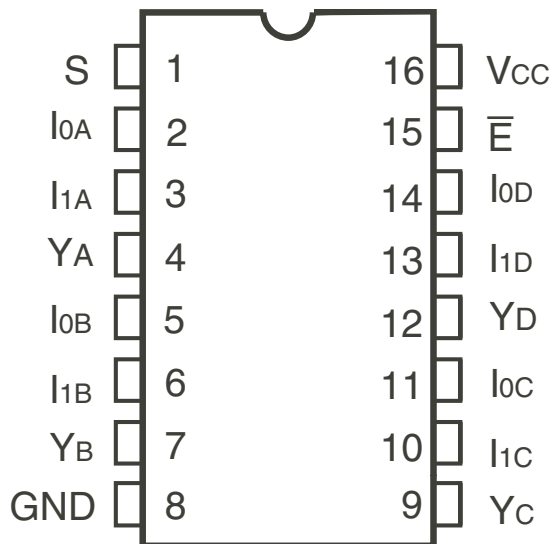 S 1 16 VCC
I0A 2 15 E̅
I1A 3 14 I0D
YA 4 13 I1D
I0B 5 12 YD
I1B 6 11 I0C
YB 7 10 I1C
GND 8 9 YC